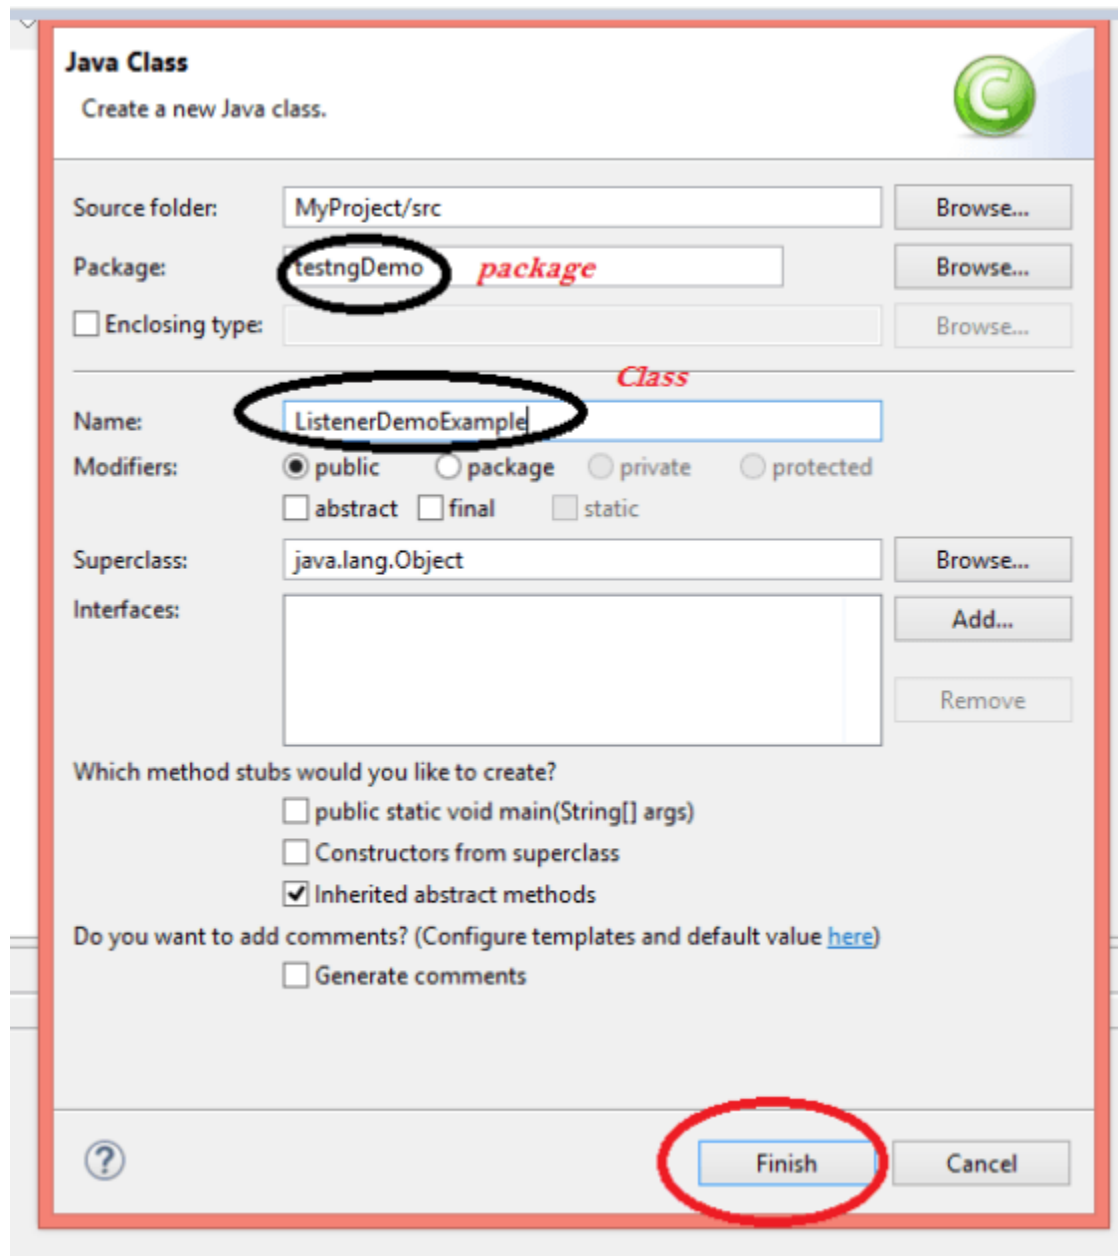 Java Class
Create a new Java class.
C
Source folder: MyProject/src Browse...
Package: testngDemo package Browse...
Enclosing type: Browse...
Class
Name: ListenerDemoExample
Modifiers: public package private protected
abstract final static
Superclass: java.lang.Object Browse...
Interfaces: Add...
Remove
Which method stubs would you like to create?
public static void main(String[] args)
Constructors from superclass
Inherited abstract methods
Do you want to add comments? (Configure templates and default value here)
Generate comments
? Finish Cancel